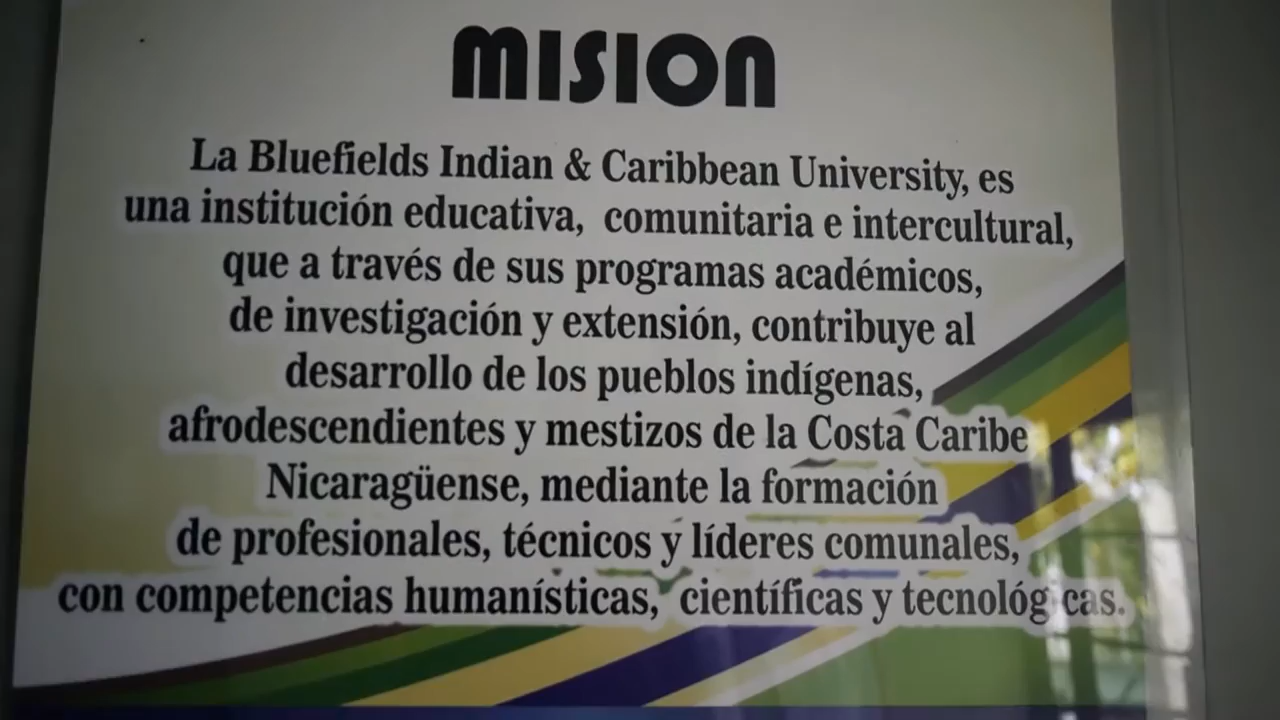 MISION
La Bluefields Indian & Caribbean University, es
una institución educativa, comunitaria e intercultural,
que a través de sus programas académicos,
de investigación y extensión, contribuye al
desarrollo de los pueblos indígenas,
afrodescendientes y mestizos de la Costa Caribe
Nicaragüense, mediante la formación
de profesionales, técnicos y líderes comunales,
con competencias humanísticas, científicas y tecnológicas.